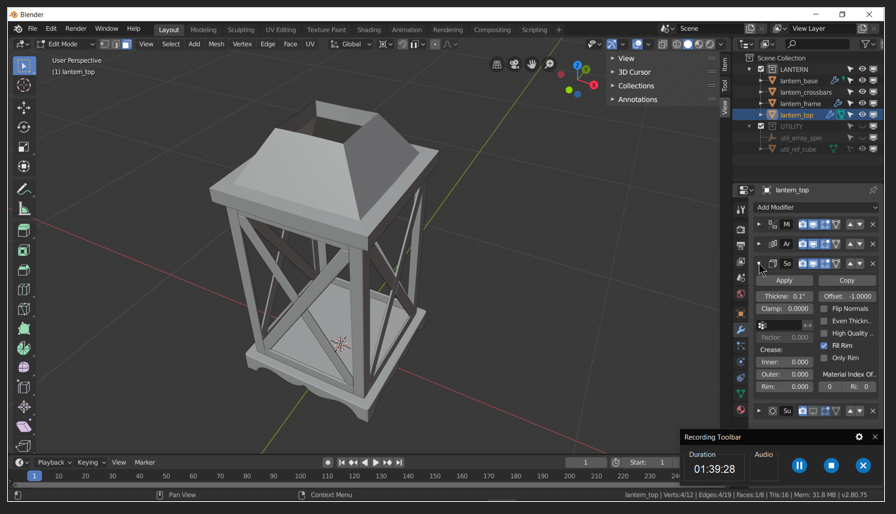 Blender
File Edit Render Window Help Layout Modeling Sculpting UV Editing Texture Paint Shading Animation Rendering Compositing Scripting + Scene View Layer
Edit Mode View Select Add Mesh Vertex Edge Face UV Global
User Perspective
(1) lantern_top
View
3D Cursor
Collections
Annotations
Item
Tool
View
X
Y
Z
Scene Collection
LANTERN
lantern_base
lantern_crossbars
lantern_frame
lantern_top
UTILITY
util_array_spin
util_ref_cube
lantern_top
Add Modifier
Mi
Ar
So
Apply Copy
Thickne: 0.1" Offset: -1.0000
Clamp: 0.0000 Flip Normals
Even Thickn..
High Quality ..
Factor: 0.000 Fill Rim
Crease: Only Rim
Inner: 0.000
Outer: 0.000 Material Index Of..
Rim: 0.000 0 Ri: 0
Su
Recording Toolbar
Duration Audio
01:39:28
Playback Keying View Marker 1 Start: 1
1 10 20 30 40 50 60 70 80 90 100 110 120 130 140 150 160 170 180 190 200 210 220 230 24
Pan View Context Menu lantern_top | Verts:4/12 | Edges:4/19 | Faces:1/8 | Tris:16 | Mem: 31.8 MB | v2.80.75